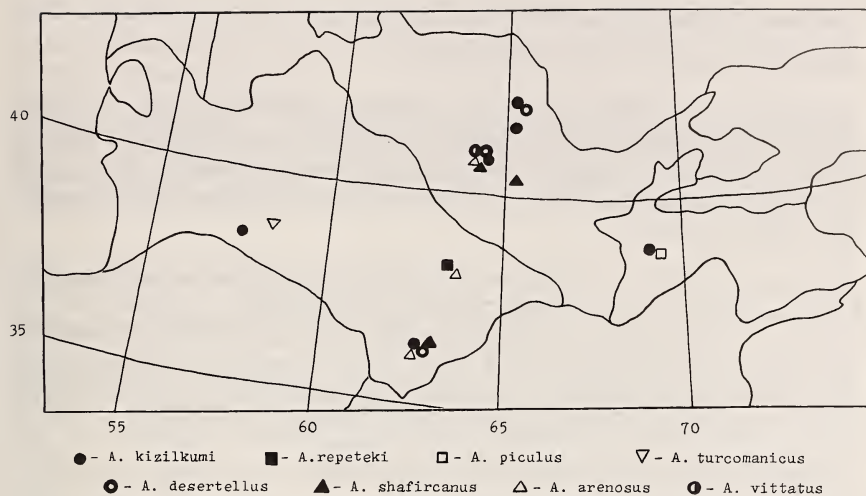 40
35
55 60 65 70
● - A. kizilkumi ■ - A.repeteki □ - A. piculus ▽ - A. turcomanicus
◉ - A. desertellus ▲ - A. shafircanus △ - A. arenosus ◑ - A. vittatus